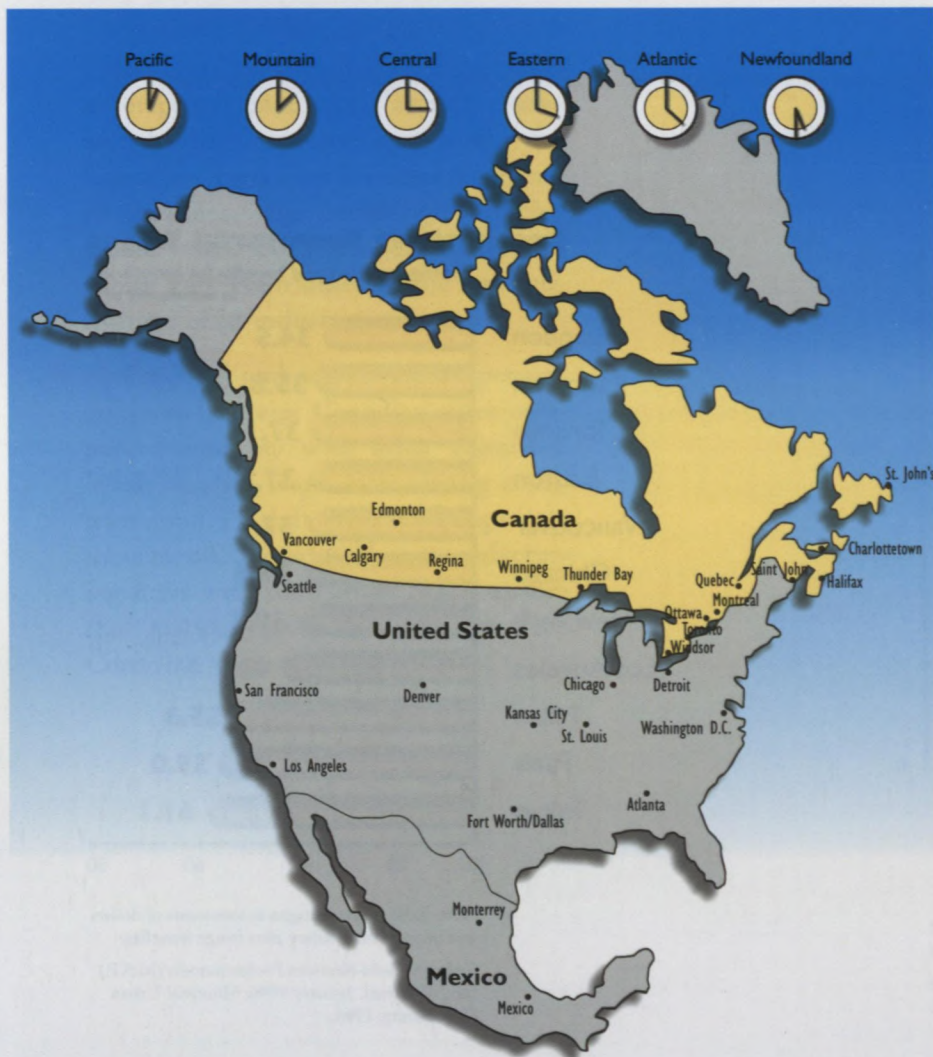 Pacific Mountain Central Eastern Atlantic Newfoundland
St. John's
Edmonton
Canada
Vancouver
Calgary
Charlottetown
Regina
Winnipeg
Thunder Bay
Quebec
Saint John
Halifax
Seattle
Montreal
Ottawa
Toronto
United States
Windsor
San Francisco
Denver
Chicago
Detroit
Kansas City
St. Louis
Washington D.C.
Los Angeles
Atlanta
Fort Worth/Dallas
Monterrey
Mexico
Mexico